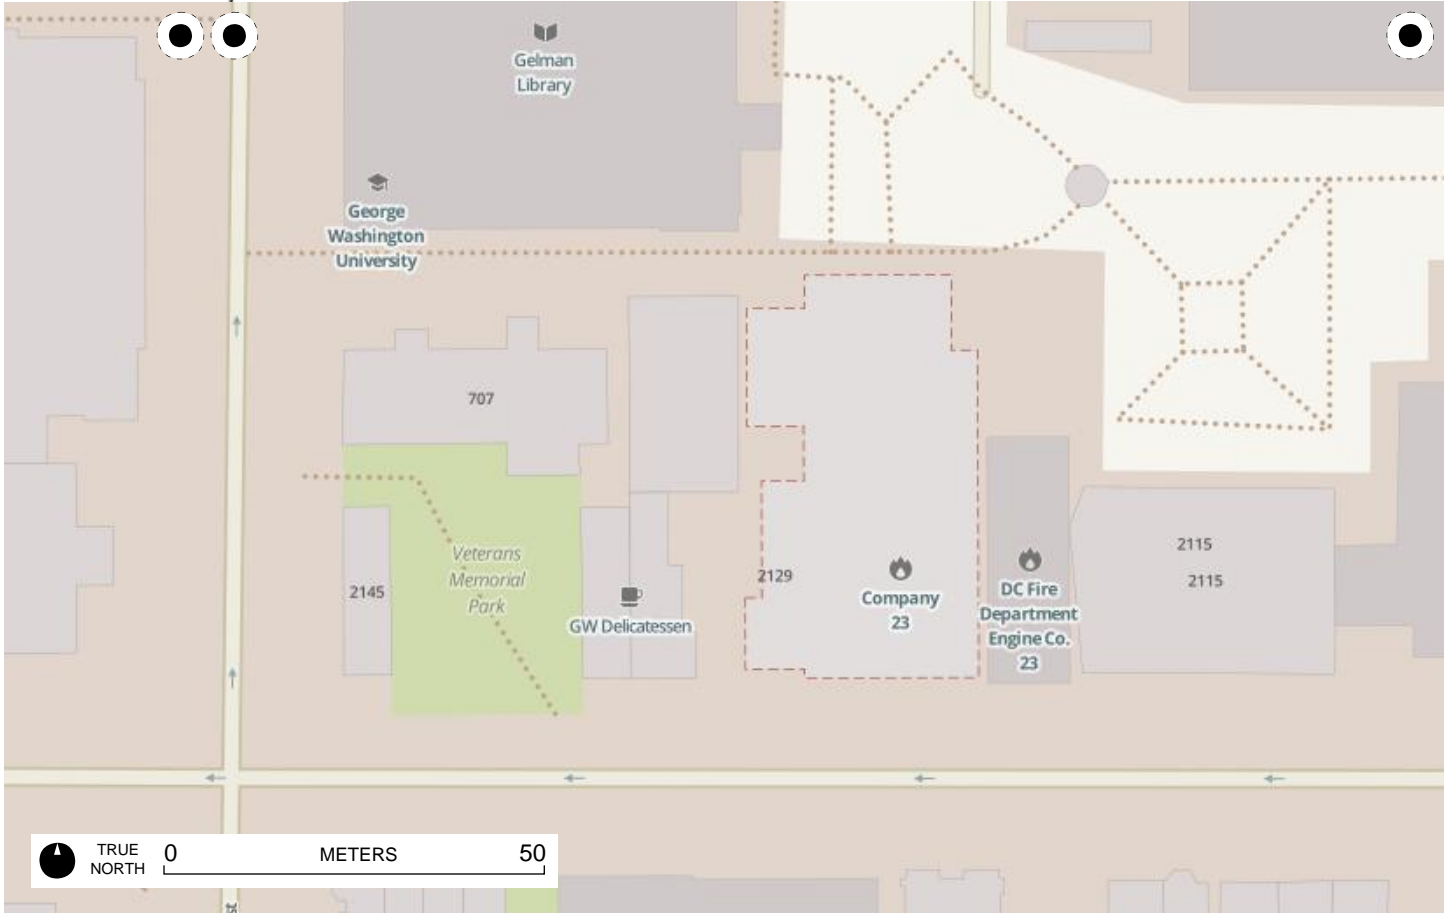 Gelman
Library
George
Washington
University
707
Veterans
Memorial
Park
2145
GW Delicatessen
2129
Company
23
DC Fire
Department
Engine Co.
23
2115
2115
TRUE
NORTH
0
METERS
50